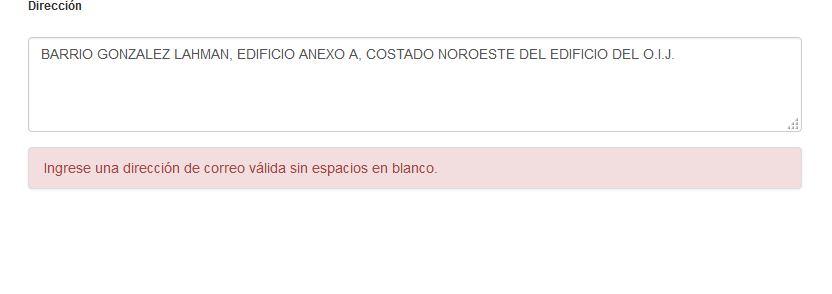 Dirección
BARRIO GONZALEZ LAHMAN, EDIFICIO ANEXO A, COSTADO NOROESTE DEL EDIFICIO DEL O.I.J.
Ingrese una dirección de correo válida sin espacios en blanco.